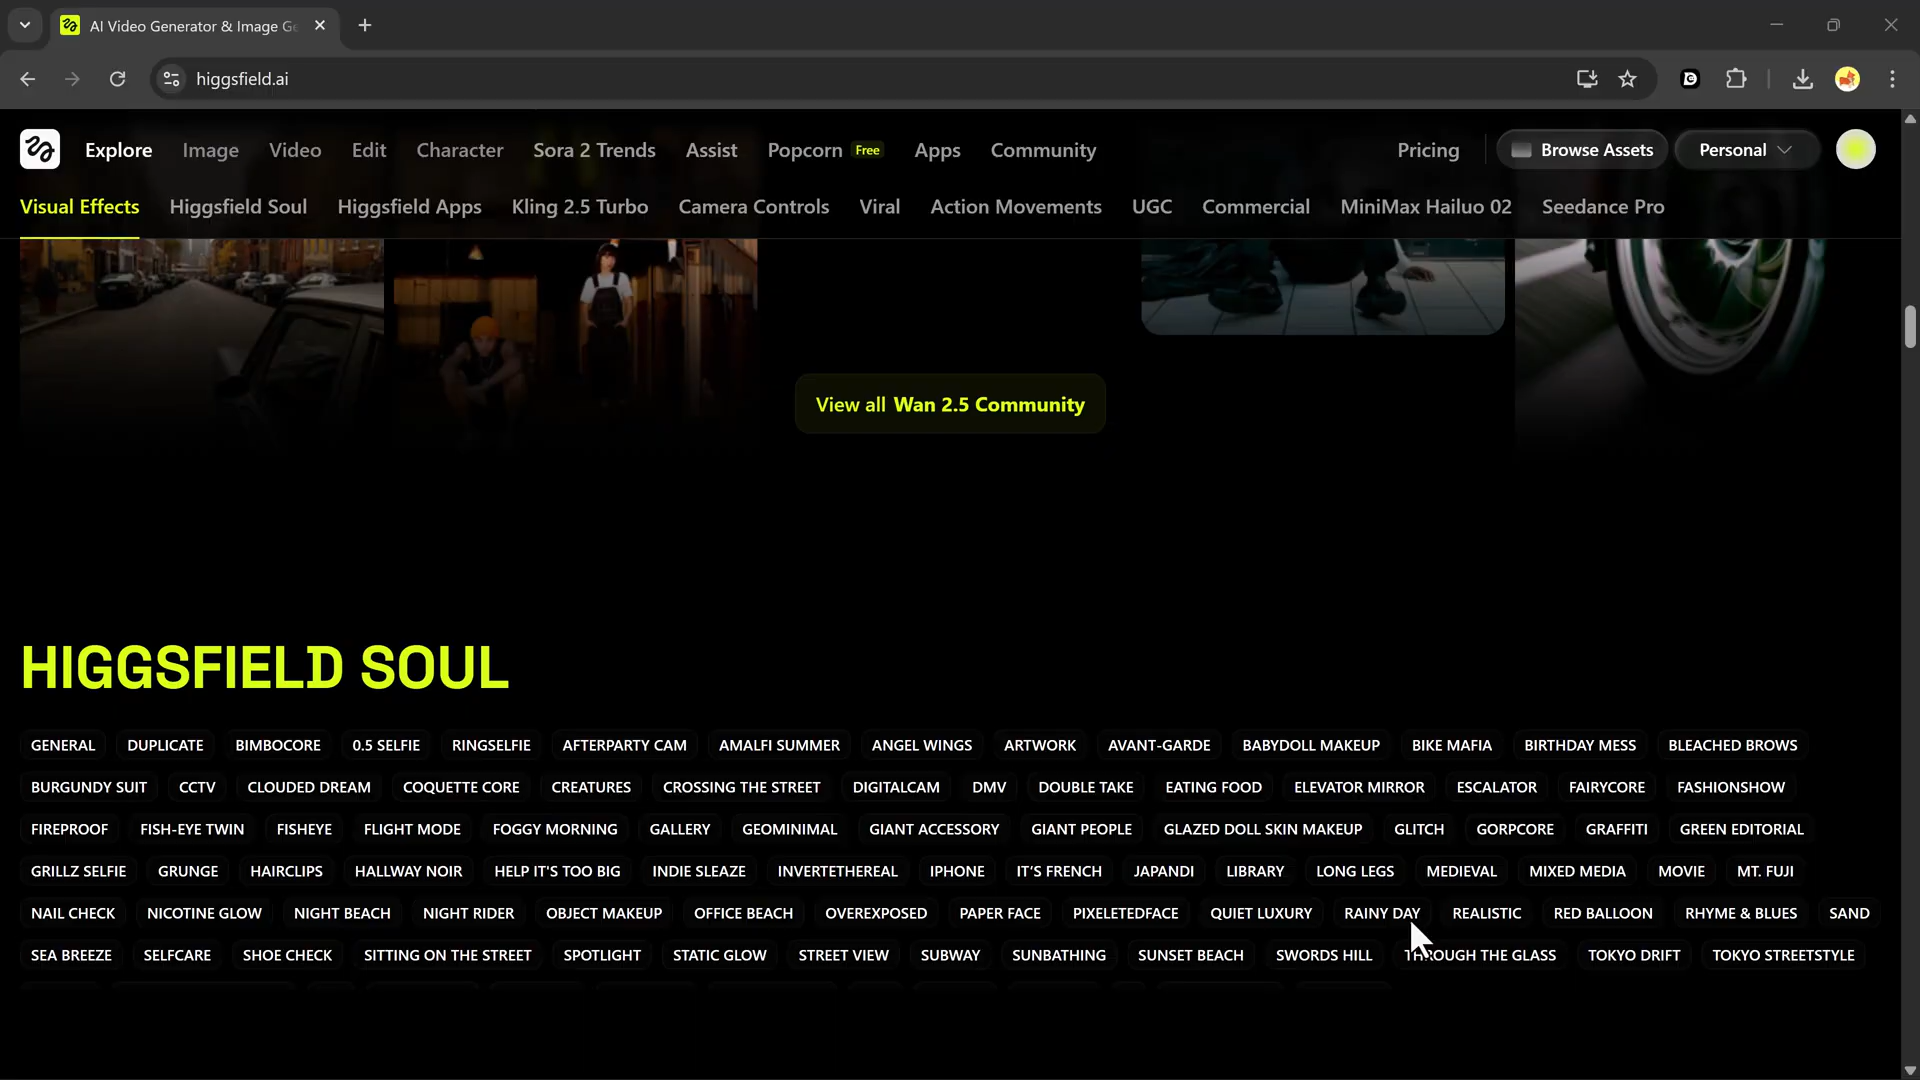 AI Video Generator & Image Ge
higgsfield.ai
Explore Image Video Edit Character Sora 2 Trends Assist Popcorn Free Apps Community Pricing Browse Assets Personal
Visual Effects Higgsfield Soul Higgsfield Apps Kling 2.5 Turbo Camera Controls Viral Action Movements UGC Commercial MiniMax Hailuo 02 Seedance Pro
View all Wan 2.5 Community
HIGGSFIELD SOUL
GENERAL DUPLICATE BIMBOCORE 0.5 SELFIE RINGSELFIE AFTERPARTY CAM AMALFI SUMMER ANGEL WINGS ARTWORK AVANT-GARDE BABYDOLL MAKEUP BIKE MAFIA BIRTHDAY MESS BLEACHED BROWS
BURGUNDY SUIT CCTV CLOUDED DREAM COQUETTE CORE CREATURES CROSSING THE STREET DIGITALCAM DMV DOUBLE TAKE EATING FOOD ELEVATOR MIRROR ESCALATOR FAIRYCORE FASHIONSHOW
FIREPROOF FISH-EYE TWIN FISHEYE FLIGHT MODE FOGGY MORNING GALLERY GEOMINIMAL GIANT ACCESSORY GIANT PEOPLE GLAZED DOLL SKIN MAKEUP GLITCH GORPCORE GRAFFITI GREEN EDITORIAL
GRILLZ SELFIE GRUNGE HAIRCLIPS HALLWAY NOIR HELP IT'S TOO BIG INDIE SLEAZE INVERTETHEREAL IPHONE IT’S FRENCH JAPANDI LIBRARY LONG LEGS MEDIEVAL MIXED MEDIA MOVIE MT. FUJI
NAIL CHECK NICOTINE GLOW NIGHT BEACH NIGHT RIDER OBJECT MAKEUP OFFICE BEACH OVEREXPOSED PAPER FACE PIXELETEDFACE QUIET LUXURY RAINY DAY REALISTIC RED BALLOON RHYME & BLUES SAND
SEA BREEZE SELFCARE SHOE CHECK SITTING ON THE STREET SPOTLIGHT STATIC GLOW STREET VIEW SUBWAY SUNBATHING SUNSET BEACH SWORDS HILL THROUGH THE GLASS TOKYO DRIFT TOKYO STREETSTYLE